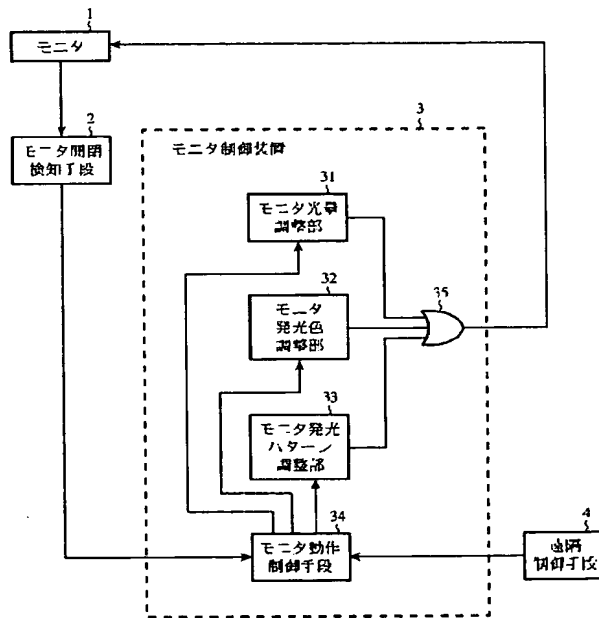 1
モニタ
2
モニタ開閉
検知手段
3
モニタ制御装置
31
モニタ光量
調整部
32
モニタ
発光色
調整部
35
33
モニタ発光
パターン
調整部
34
モニタ動作
制御手段
4
遠隔
制御手段